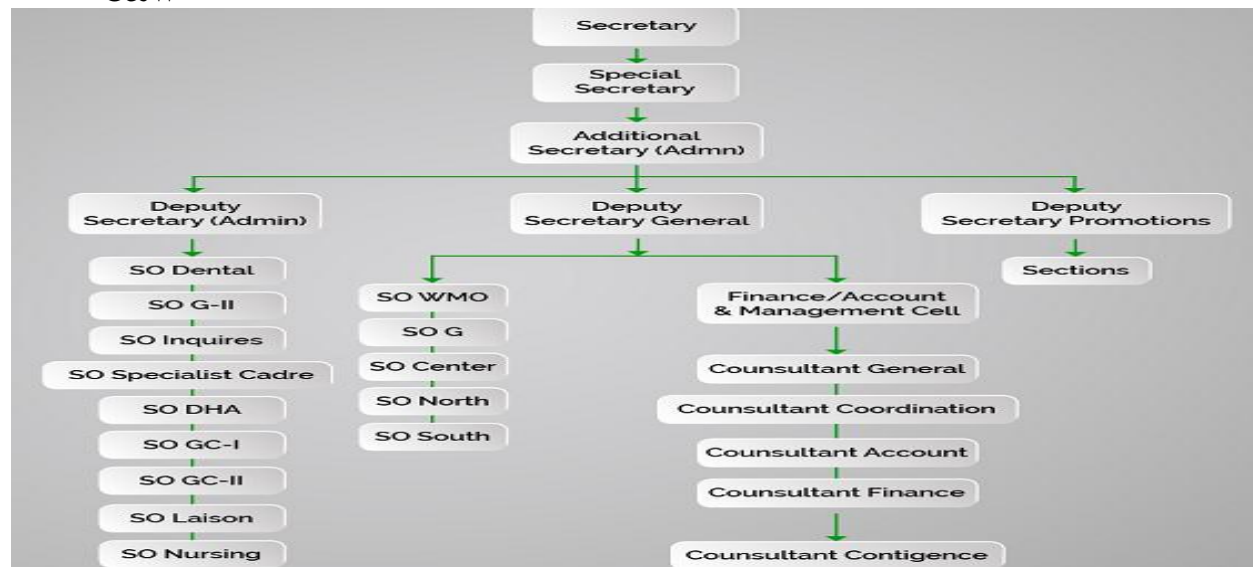 Secretary
Special
Secretary
Additional
Secretary (Admn)
Deputy
Secretary (Admin)
Deputy
Secretary General
Deputy
Secretary Promotions
SO Dental
SO G-II
SO Inquires
SO Specialist Cadre
SO DHA
SO GC-I
SO GC-II
SO Laison
SO Nursing
SO WMO
SO G
SO Center
SO North
SO South
Finance/Account
& Management Cell
Counsultant General
Counsultant Coordination
Counsultant Account
Counsultant Finance
Counsultant Contigence
Sections